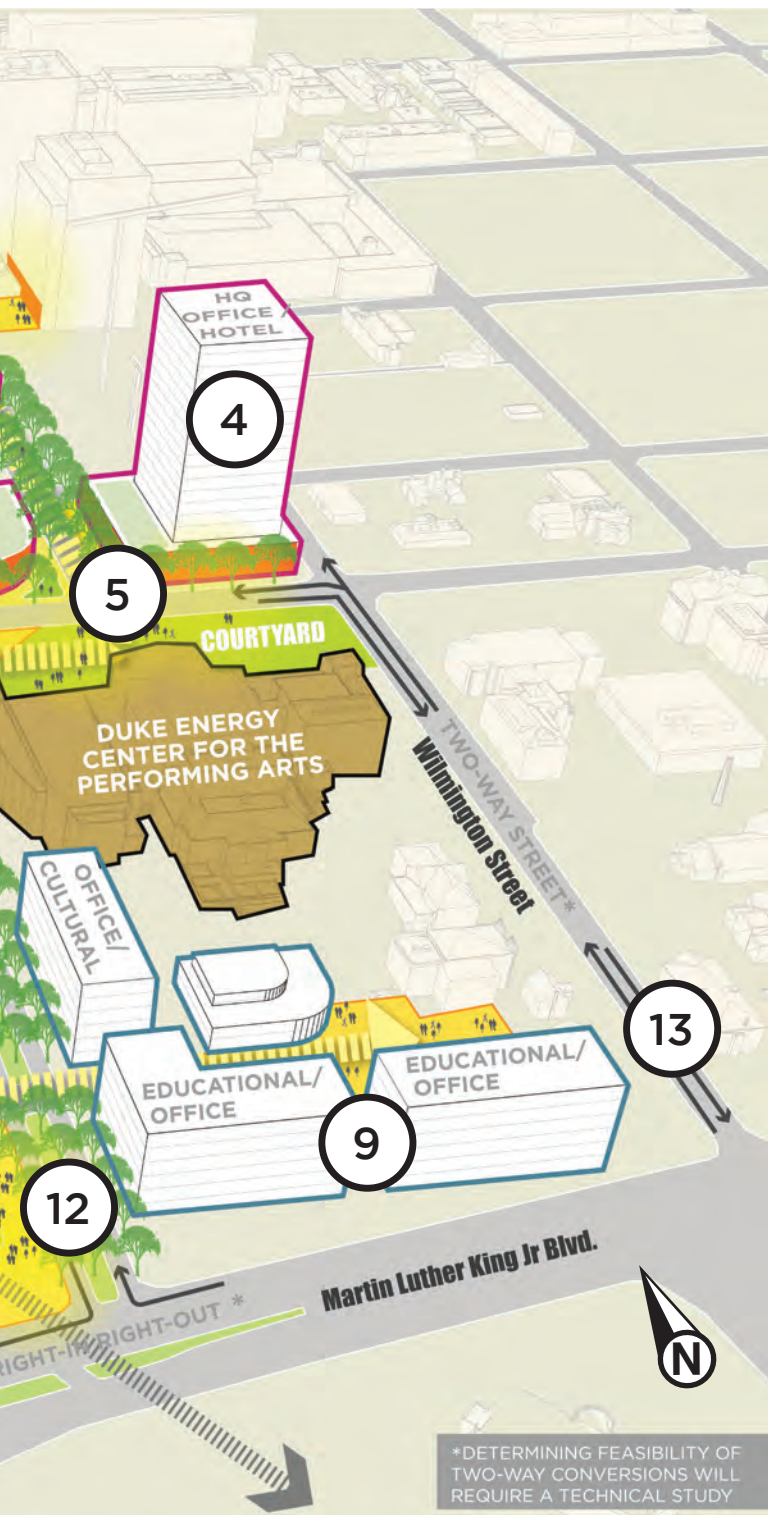 HQ
OFFICE /
HOTEL
4
5
COURTYARD
DUKE ENERGY
CENTER FOR THE
PERFORMING ARTS
TWO-WAY STREET*
Wilmington Street
OFFICE/
CULTURAL
13
EDUCATIONAL/
OFFICE
EDUCATIONAL/
OFFICE
9
12
Martin Luther King Jr Blvd.
RIGHT-IN RIGHT-OUT *
N
*DETERMINING FEASIBILITY OF
TWO-WAY CONVERSIONS WILL
REQUIRE A TECHNICAL STUDY